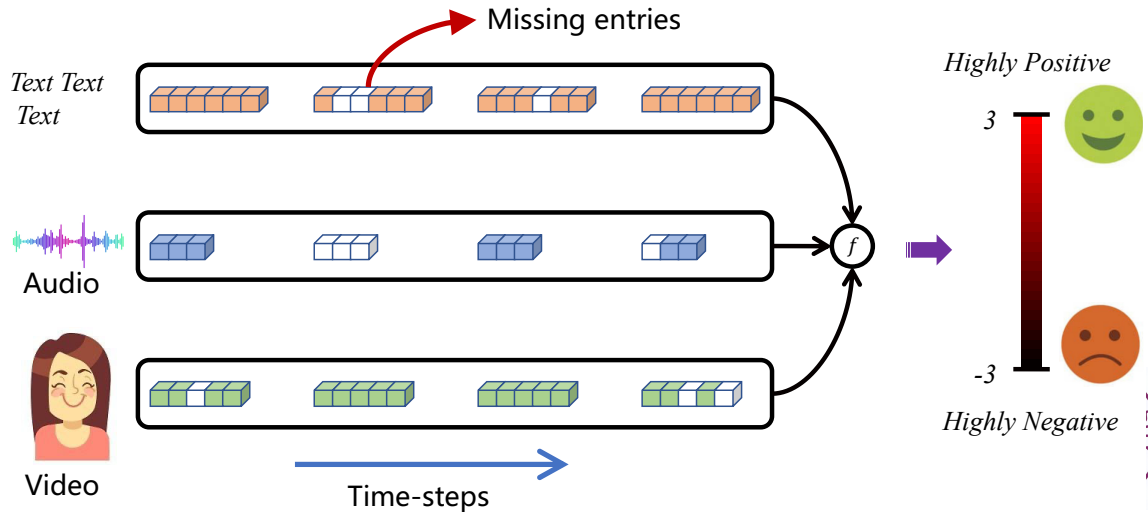 Missing entries
Text Text
Text
Highly Positive
3
Audio
f
-3
Highly Negative
Video
Time-steps